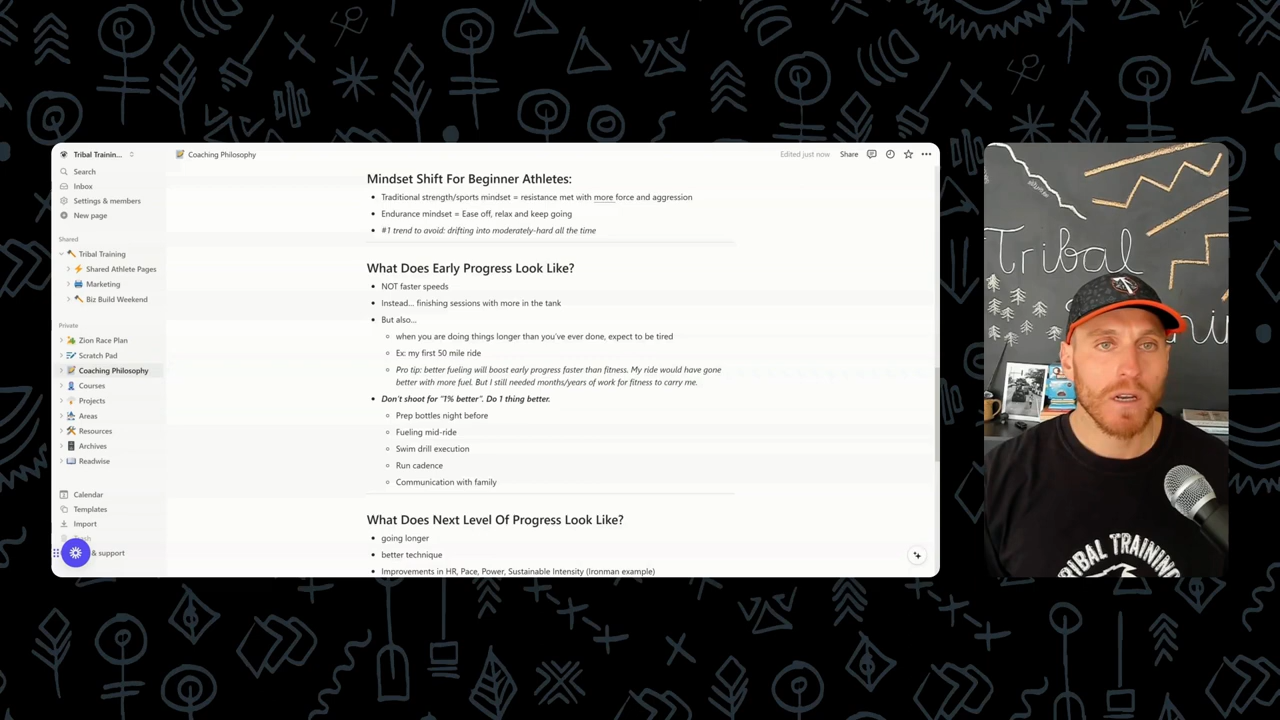 Tribal Trainin...
Search
Inbox
Settings & members
New page
Shared
Tribal Training
Shared Athlete Pages
Marketing
Biz Build Weekend
Private
Zion Race Plan
Scratch Pad
Coaching Philosophy
Courses
Projects
Areas
Resources
Archives
Readwise
Calendar
Templates
Import
Trash
& support
Coaching Philosophy
Edited just now
Share
Mindset Shift For Beginner Athletes:
Traditional strength/sports mindset = resistance met with more force and aggression
Endurance mindset = Ease off, relax and keep going
#1 trend to avoid: drifting into moderately-hard all the time
What Does Early Progress Look Like?
NOT faster speeds
Instead... finishing sessions with more in the tank
But also...
when you are doing things longer than you've ever done, expect to be tired
Ex: my first 50 mile ride
Pro tip: better fueling will boost early progress faster than fitness. My ride would have gone
better with more fuel. But I still needed months/years of work for fitness to carry me.
Don't shoot for "1% better". Do 1 thing better.
Prep bottles night before
Fueling mid-ride
Swim drill execution
Run cadence
Communication with family
What Does Next Level Of Progress Look Like?
going longer
better technique
Improvements in HR, Pace, Power, Sustainable Intensity (Ironman example)
Tribal
TRIBAL TRAINING